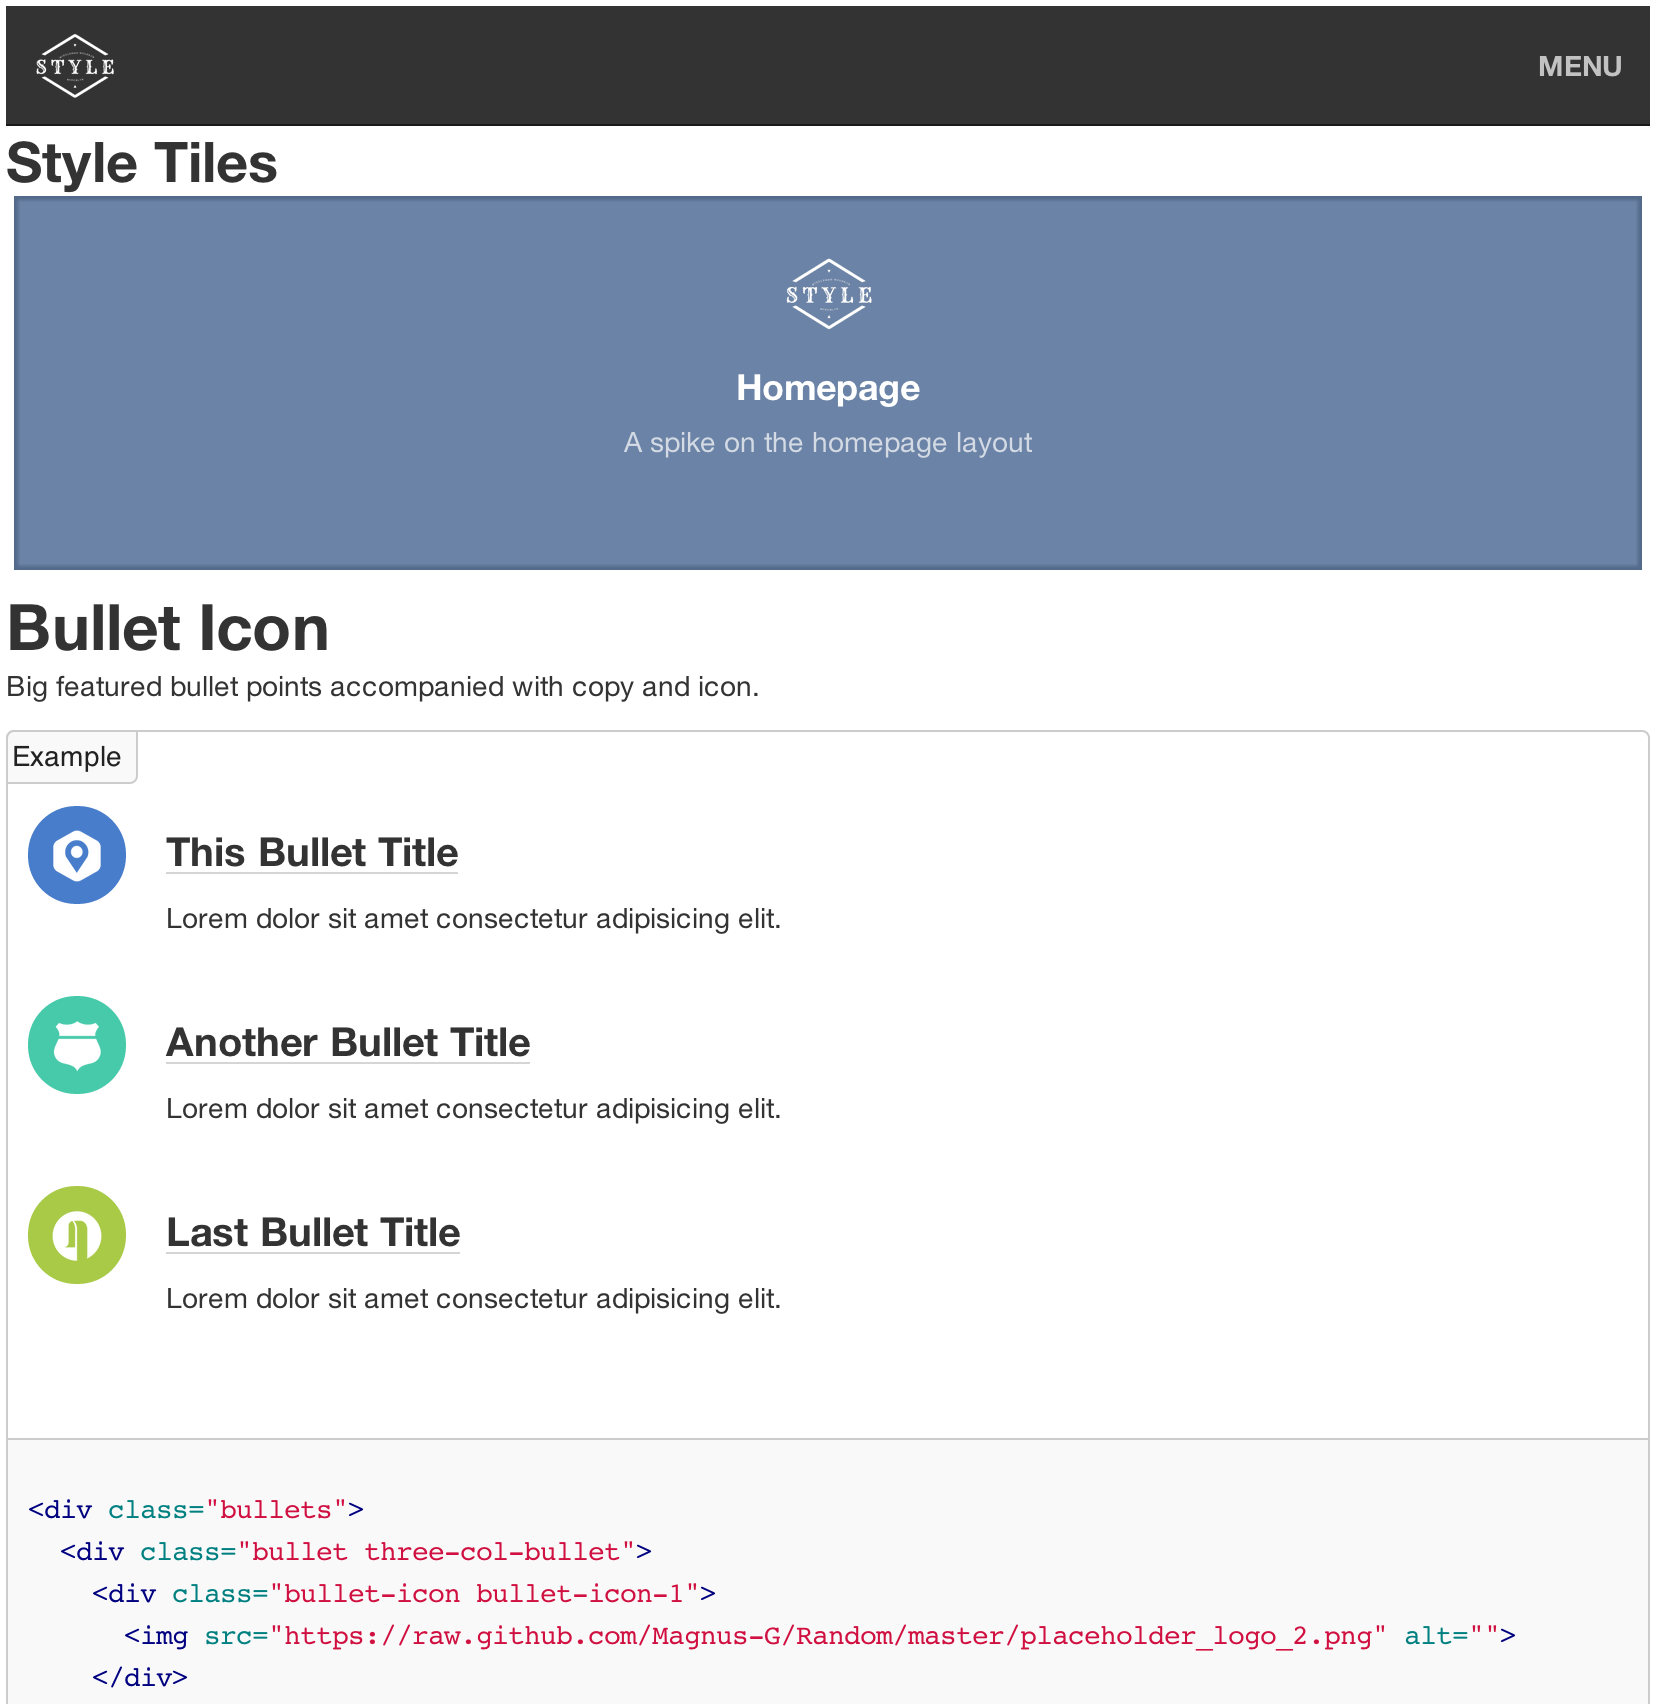 STYLE
MENU
Style Tiles
STYLE
Homepage
A spike on the homepage layout
Bullet Icon
Big featured bullet points accompanied with copy and icon.
Example
This Bullet Title
Lorem dolor sit amet consectetur adipisicing elit.
Another Bullet Title
Lorem dolor sit amet consectetur adipisicing elit.
Last Bullet Title
Lorem dolor sit amet consectetur adipisicing elit.
<div class="bullets">
  <div class="bullet three-col-bullet">
    <div class="bullet-icon bullet-icon-1">
      <img src="https://raw.github.com/Magnus-G/Random/master/placeholder_logo_2.png" alt="">
    </div>